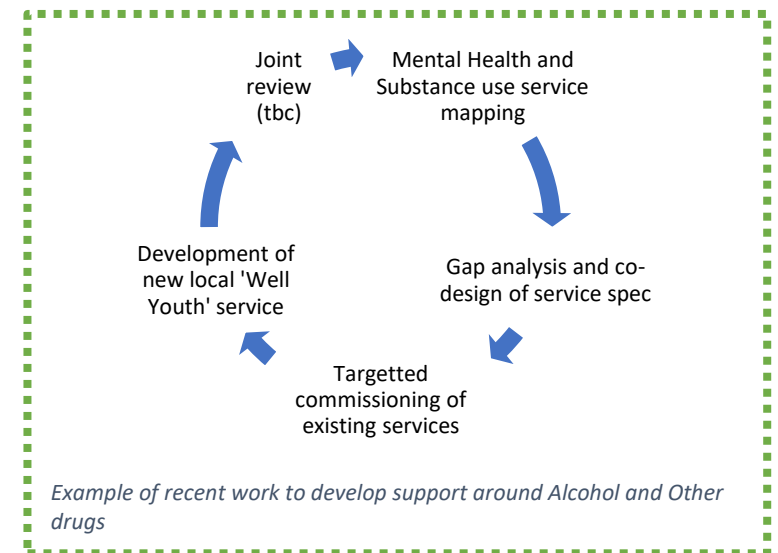 Joint
review
(tbc)
Mental Health and
Substance use service
mapping
Gap analysis and co-
design of service spec
Targetted
commissioning of
existing services
Development of
new local 'Well
Youth' service
Example of recent work to develop support around Alcohol and Other
drugs